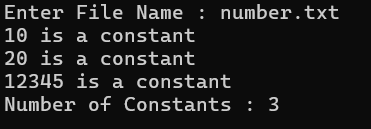 Enter File Name : number.txt
10 is a constant
20 is a constant
12345 is a constant
Number of Constants : 3